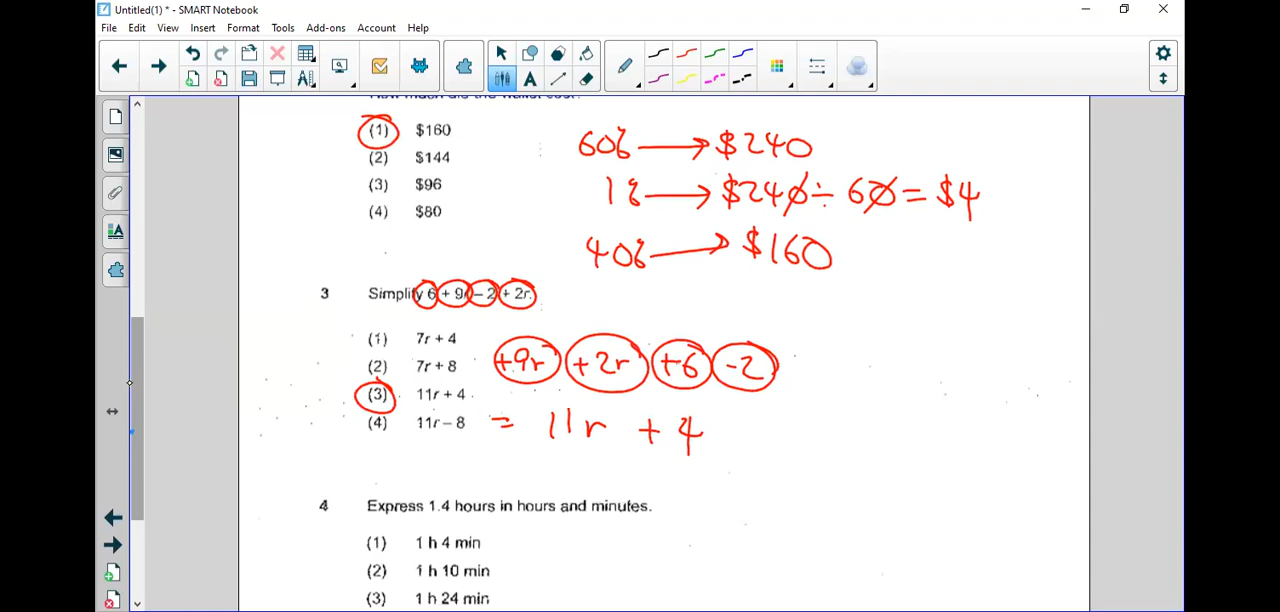 Untitled(1) * - SMART Notebook
File Edit View Insert Format Tools Add-ons Account Help
(1) $160
(2) $144
(3) $96
(4) $80
60% → $240
1% → $240 ÷ 60 = $4
40% → $160
3 Simplify 6 + 9r – 2 + 2r.
(1) 7r + 4
(2) 7r + 8
(3) 11r + 4
(4) 11r – 8
+9r +2r +6 -2
= 11r + 4
4 Express 1.4 hours in hours and minutes.
(1) 1 h 4 min
(2) 1 h 10 min
(3) 1 h 24 min